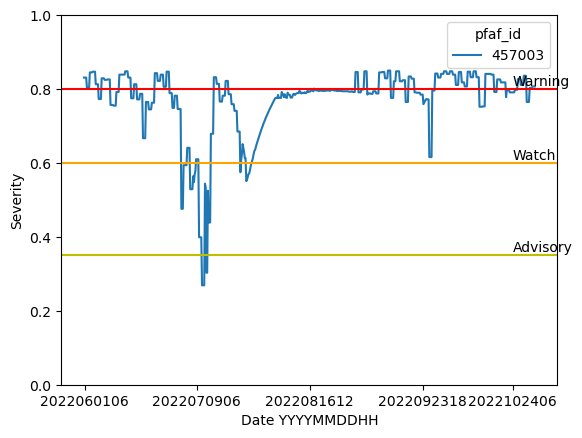 pfaf_id
457003
1.0
0.8
0.6
0.4
0.2
0.0
Severity
Warning
Watch
Advisory
2022060106
2022070906
2022081612
2022092318
2022102406
Date YYYYMMDDHH